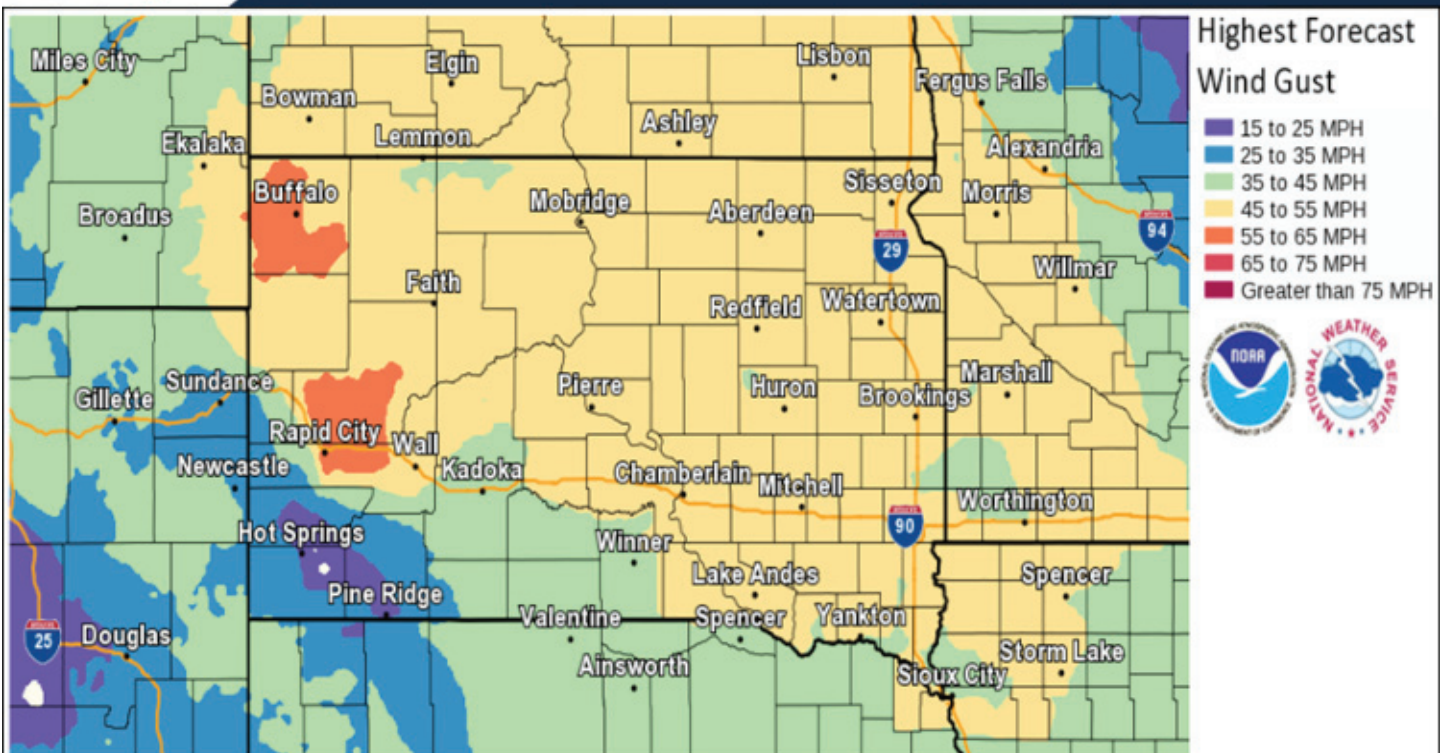 Highest Forecast
Wind Gust
15 to 25 MPH
25 to 35 MPH
35 to 45 MPH
45 to 55 MPH
55 to 65 MPH
65 to 75 MPH
Greater than 75 MPH
NOAA
NATIONAL WEATHER SERVICE
Miles City
Elgin
Lisbon
Fergus Falls
Bowman
Ashley
Lemmon
Ekalaka
Alexandria
Sisseton
Buffalo
Morris
Mobridge
Aberdeen
Broadus
94
29
Willmar
Faith
Redfield
Watertown
Marshall
Sundance
Pierre
Huron
Brookings
Gillette
Rapid City
Wall
Kadoka
Newcastle
Chamberlain
Mitchell
Worthington
90
Hot Springs
Winner
Lake Andes
Spencer
Pine Ridge
Valentine
Spencer
Yankton
25
Douglas
Ainsworth
Storm Lake
Sioux City